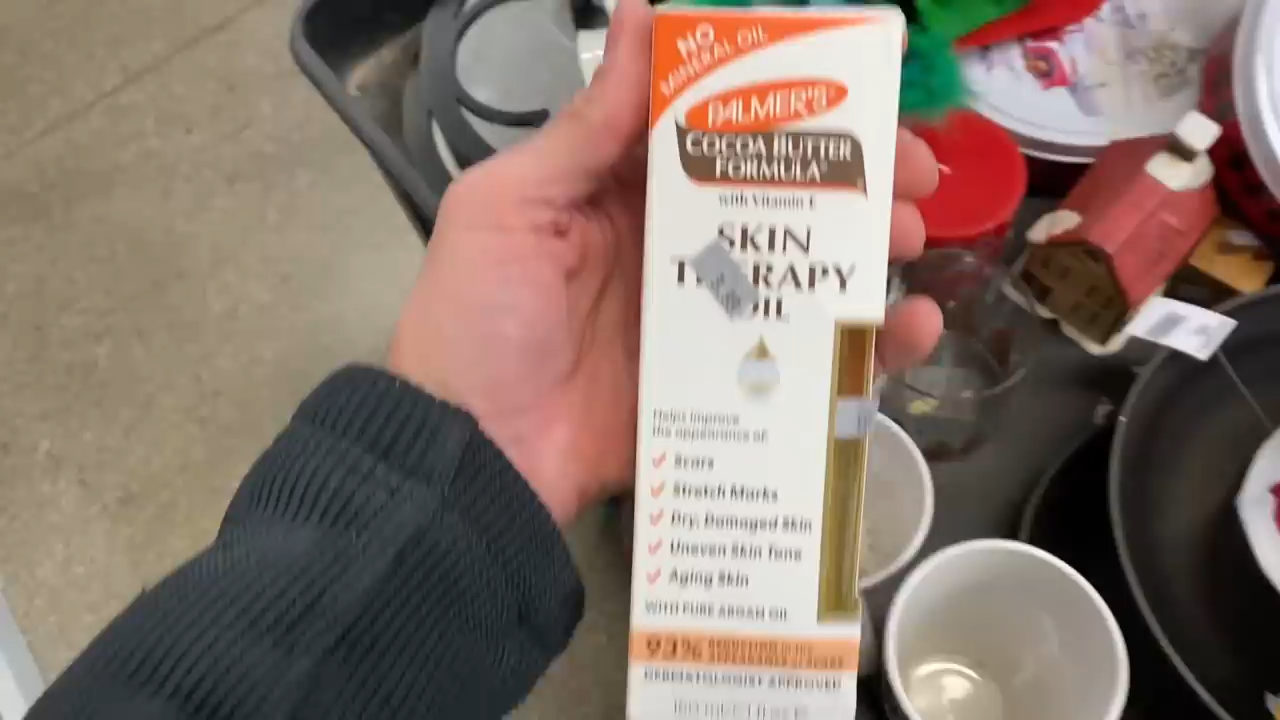 NO
MINERAL OIL
PALMER'S
COCOA BUTTER
FORMULA®
with Vitamin E
SKIN
OIL
Helps improve
the appearance of:
Scars
Stretch Marks
Dry, Damaged Skin
Uneven Skin Tone
Aging Skin
WITH PURE ARGAN OIL
93%
DERMATOLOGIST APPROVED